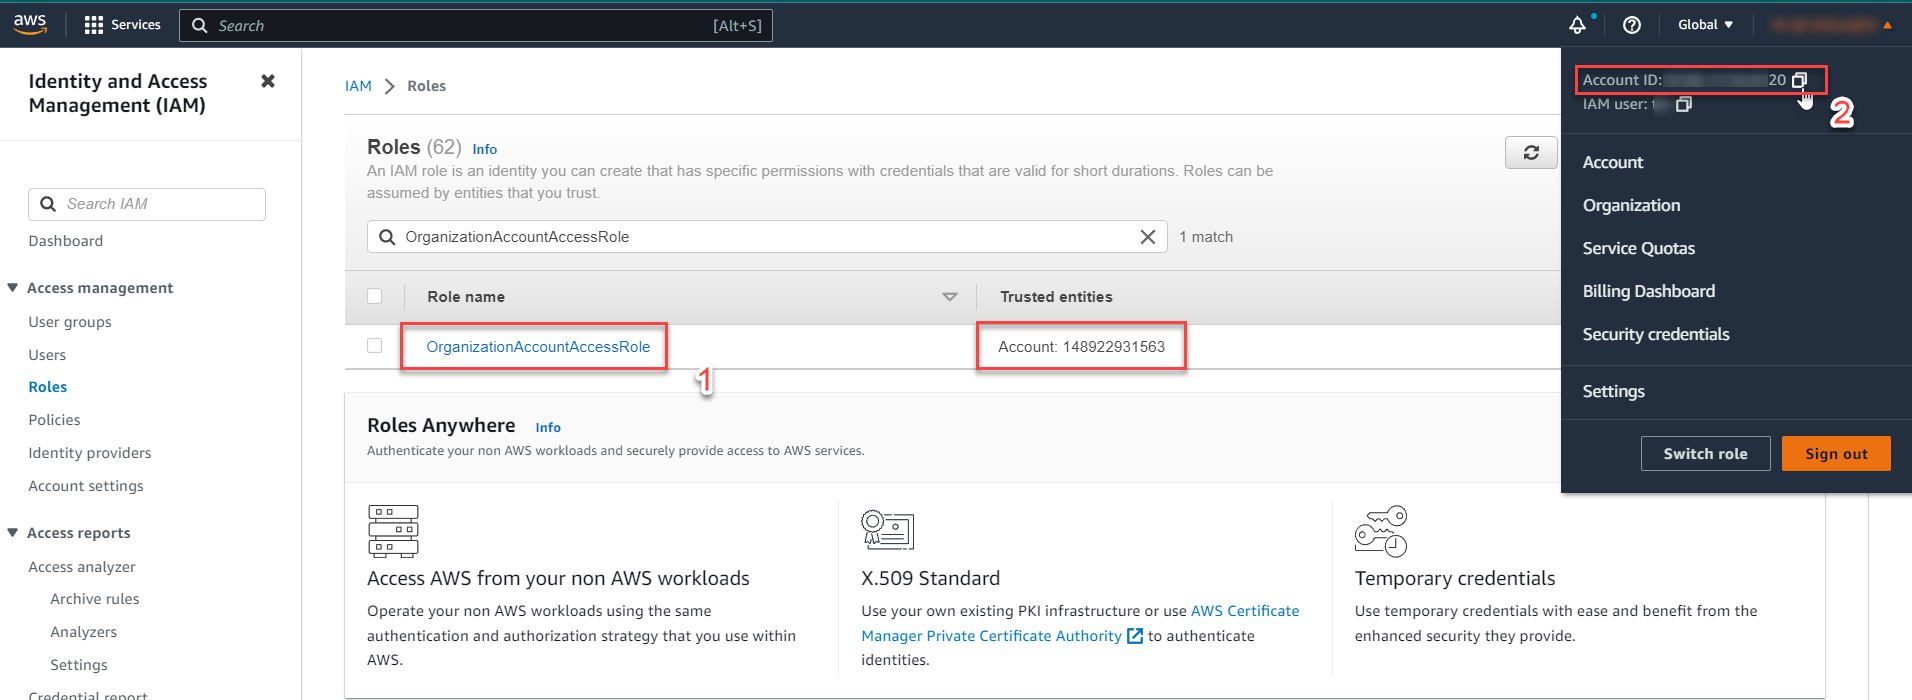 aws
Services
Search [Alt+S]
Global
Identity and Access
Management (IAM)
Search IAM
Dashboard
Access management
User groups
Users
Roles
Policies
Identity providers
Account settings
Access reports
Access analyzer
Archive rules
Analyzers
Settings
Credential report
IAM > Roles
Roles (62) Info
An IAM role is an identity you can create that has specific permissions with credentials that are valid for short durations. Roles can be
assumed by entities that you trust.
OrganizationAccountAccessRole
1 match
Role name Trusted entities
OrganizationAccountAccessRole Account: 148922931563
1
Roles Anywhere Info
Authenticate your non AWS workloads and securely provide access to AWS services.
Access AWS from your non AWS workloads
Operate your non AWS workloads using the same
authentication and authorization strategy that you use within
AWS.
X.509 Standard
Use your own existing PKI infrastructure or use AWS Certificate
Manager Private Certificate Authority to authenticate
identities.
Temporary credentials
Use temporary credentials with ease and benefit from the
enhanced security they provide.
Account ID: 20
2
IAM user:
Account
Organization
Service Quotas
Billing Dashboard
Security credentials
Settings
Switch role
Sign out